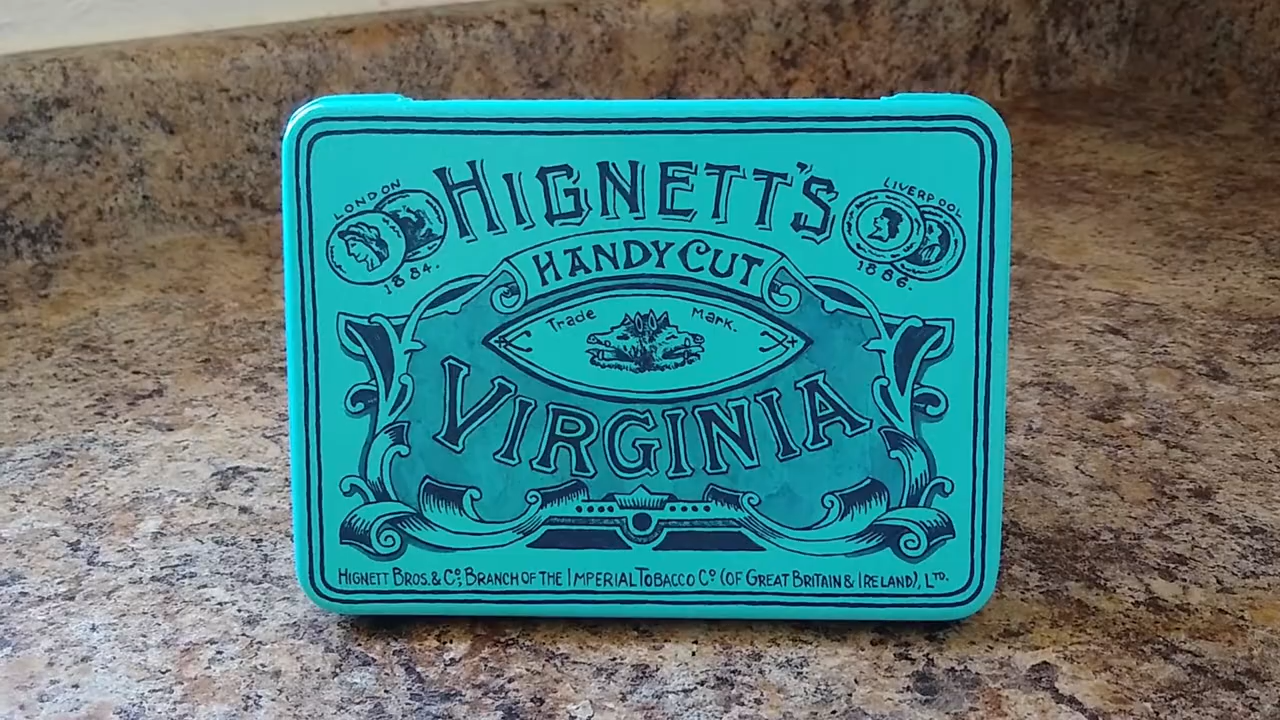 HIGNETT'S
LONDON
1884.
LIVERPOOL
1886.
HANDY CUT
Trade Mark.
VIRGINIA
HIGNETT BROS. & Cº; BRANCH OF THE IMPERIAL TOBACCO Cº (OF GREAT BRITAIN & IRELAND), LTD.